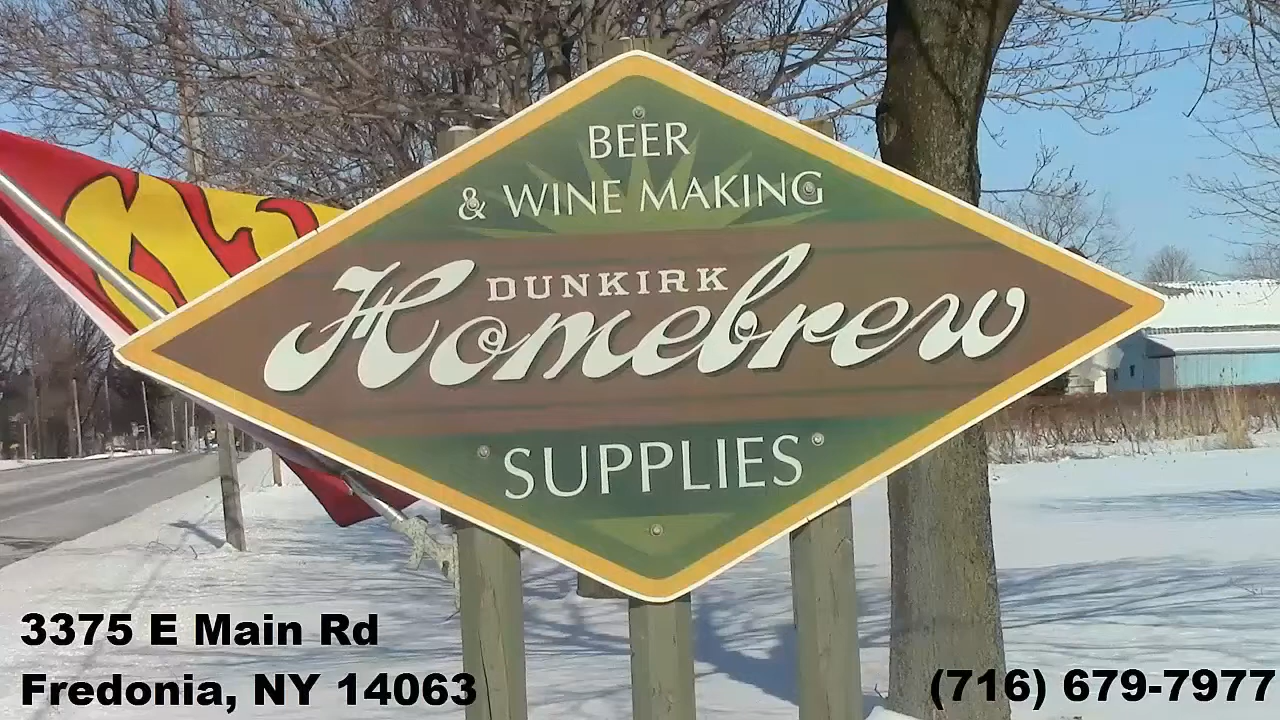 BEER
& WINE MAKING
DUNKIRK
Homebrew
SUPPLIES
3375 E Main Rd
Fredonia, NY 14063
(716) 679-7977